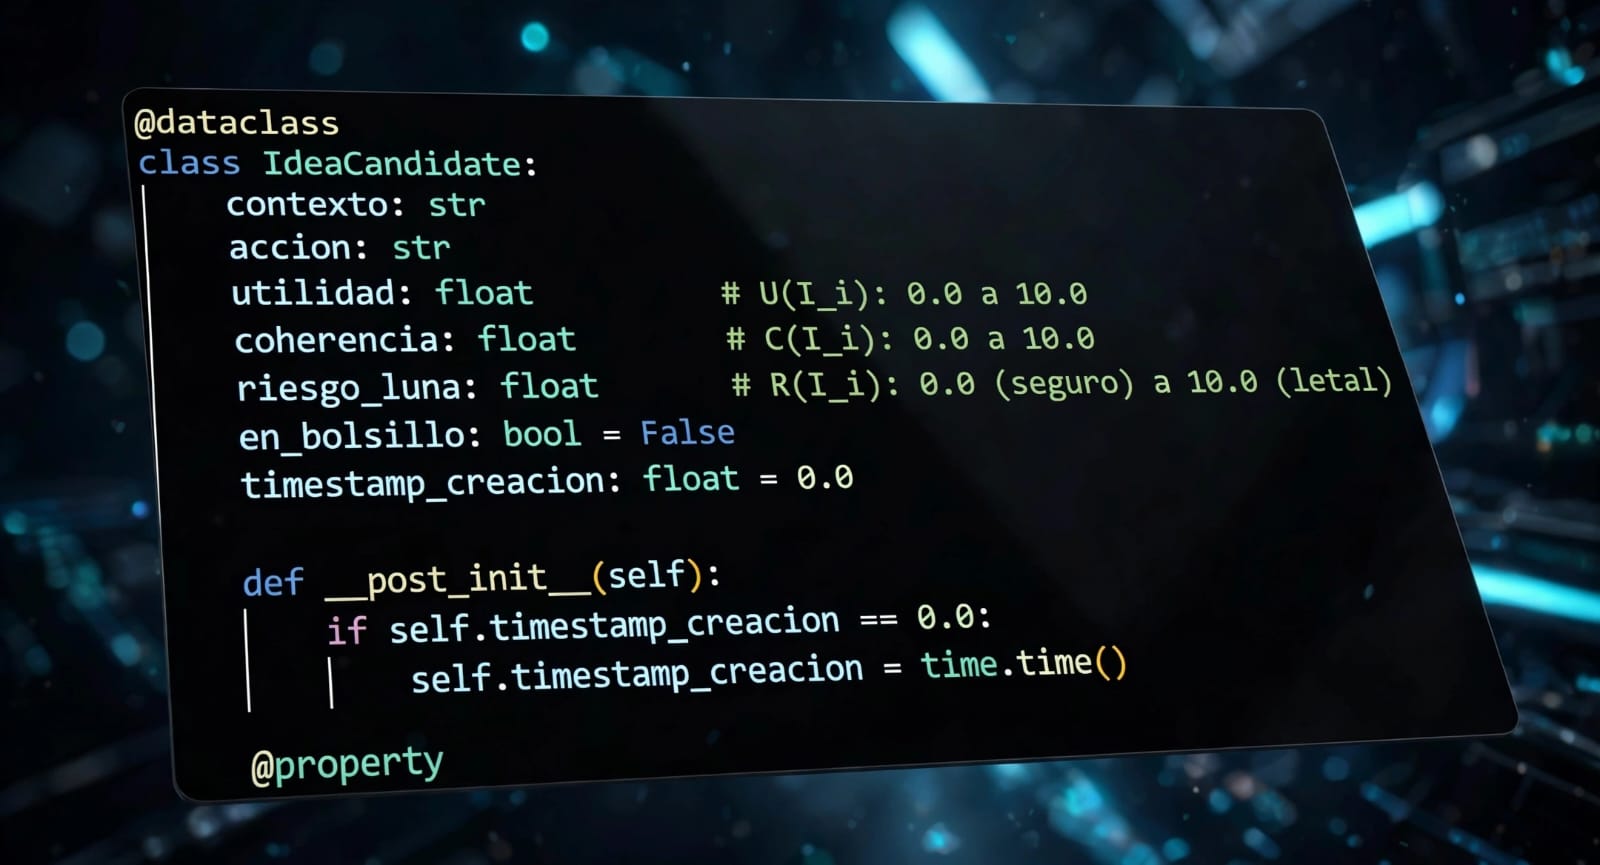 @dataclass
class IdeaCandidate:
contexto: str
accion: str
utilidad: float # U(I_i): 0.0 a 10.0
coherencia: float # C(I_i): 0.0 a 10.0
riesgo_luna: float # R(I_i): 0.0 (seguro) a 10.0 (letal)
en_bolsillo: bool = False
timestamp_creacion: float = 0.0
def __post_init__(self):
if self.timestamp_creacion == 0.0:
self.timestamp_creacion = time.time()
@property